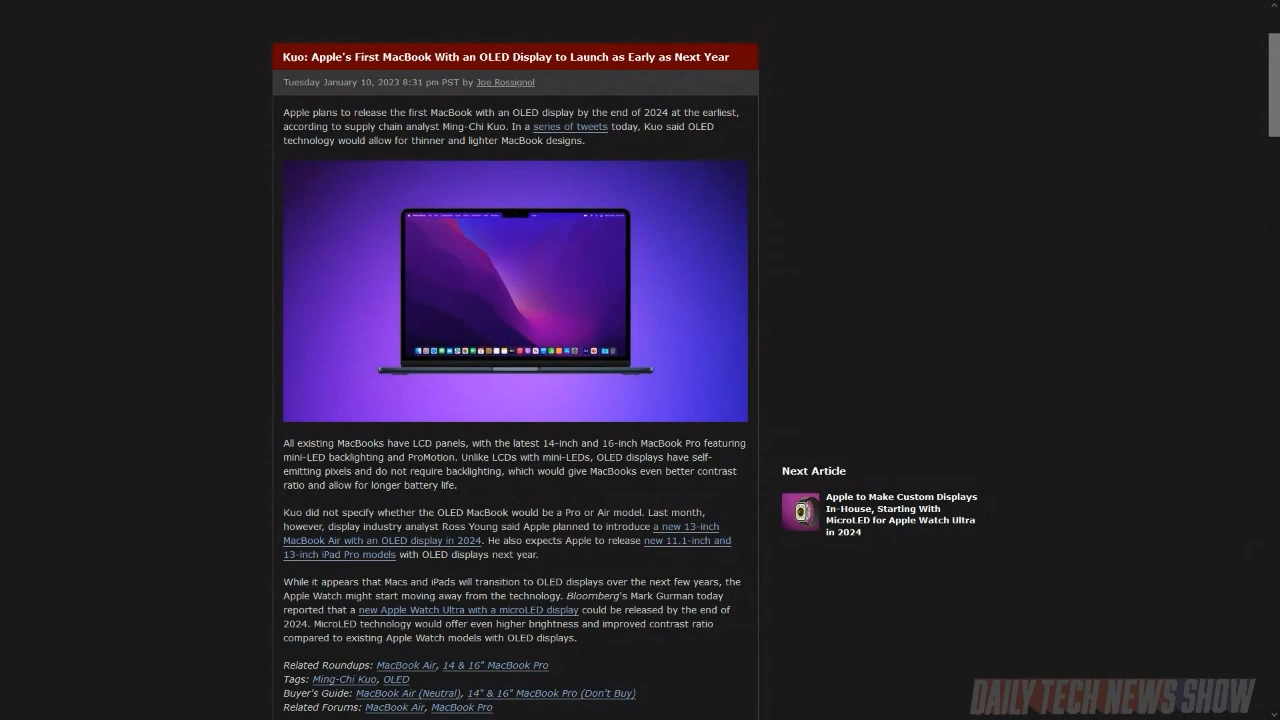 Kuo: Apple's First MacBook With an OLED Display to Launch as Early as Next Year
Tuesday January 10, 2023 8:31 pm PST by Joe Rossignol
Apple plans to release the first MacBook with an OLED display by the end of 2024 at the earliest,
according to supply chain analyst Ming-Chi Kuo. In a series of tweets today, Kuo said OLED
technology would allow for thinner and lighter MacBook designs.
All existing MacBooks have LCD panels, with the latest 14-inch and 16-inch MacBook Pro featuring
mini-LED backlighting and ProMotion. Unlike LCDs with mini-LEDs, OLED displays have self-
emitting pixels and do not require backlighting, which would give MacBooks even better contrast
ratio and allow for longer battery life.
Kuo did not specify whether the OLED MacBook would be a Pro or Air model. Last month,
however, display industry analyst Ross Young said Apple planned to introduce a new 13-inch
MacBook Air with an OLED display in 2024. He also expects Apple to release new 11.1-inch and
13-inch iPad Pro models with OLED displays next year.
While it appears that Macs and iPads will transition to OLED displays over the next few years, the
Apple Watch might start moving away from the technology. Bloomberg's Mark Gurman today
reported that a new Apple Watch Ultra with a microLED display could be released by the end of
2024. MicroLED technology would offer even higher brightness and improved contrast ratio
compared to existing Apple Watch models with OLED displays.
Related Roundups: MacBook Air, 14 & 16" MacBook Pro
Tags: Ming-Chi Kuo, OLED
Buyer's Guide: MacBook Air (Neutral), 14" & 16" MacBook Pro (Don't Buy)
Related Forums: MacBook Air, MacBook Pro
Next Article
Apple to Make Custom Displays
In-House, Starting With
MicroLED for Apple Watch Ultra
in 2024
DAILY TECH NEWS SHOW